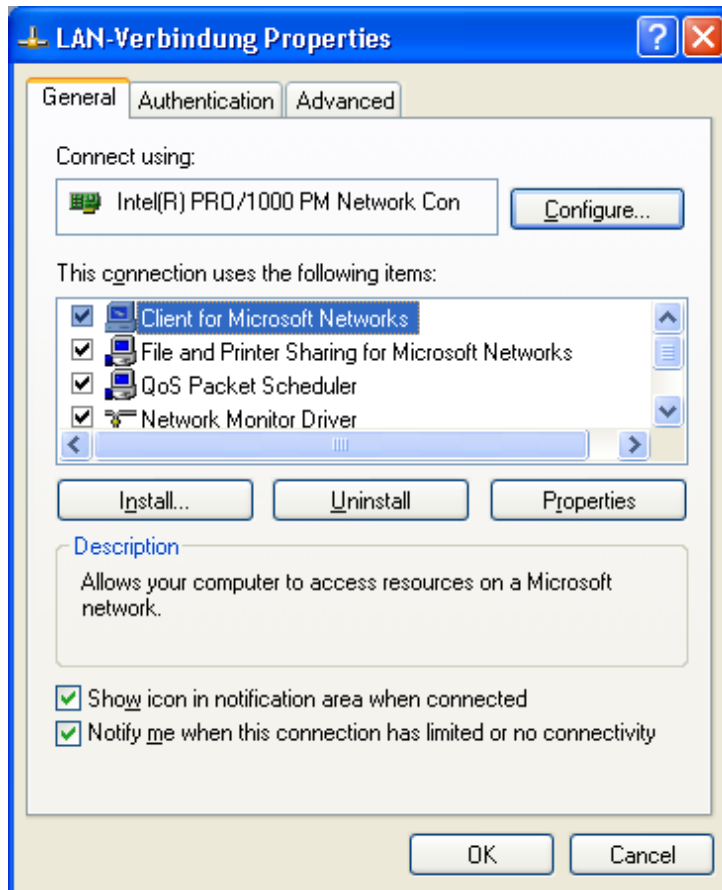 LAN-Verbindung Properties
General Authentication Advanced
Connect using:
Intel(R) PRO/1000 PM Network Con
Configure...
This connection uses the following items:
Client for Microsoft Networks
File and Printer Sharing for Microsoft Networks
QoS Packet Scheduler
Network Monitor Driver
Install... Uninstall Properties
Description
Allows your computer to access resources on a Microsoft
network.
Show icon in notification area when connected
Notify me when this connection has limited or no connectivity
OK Cancel